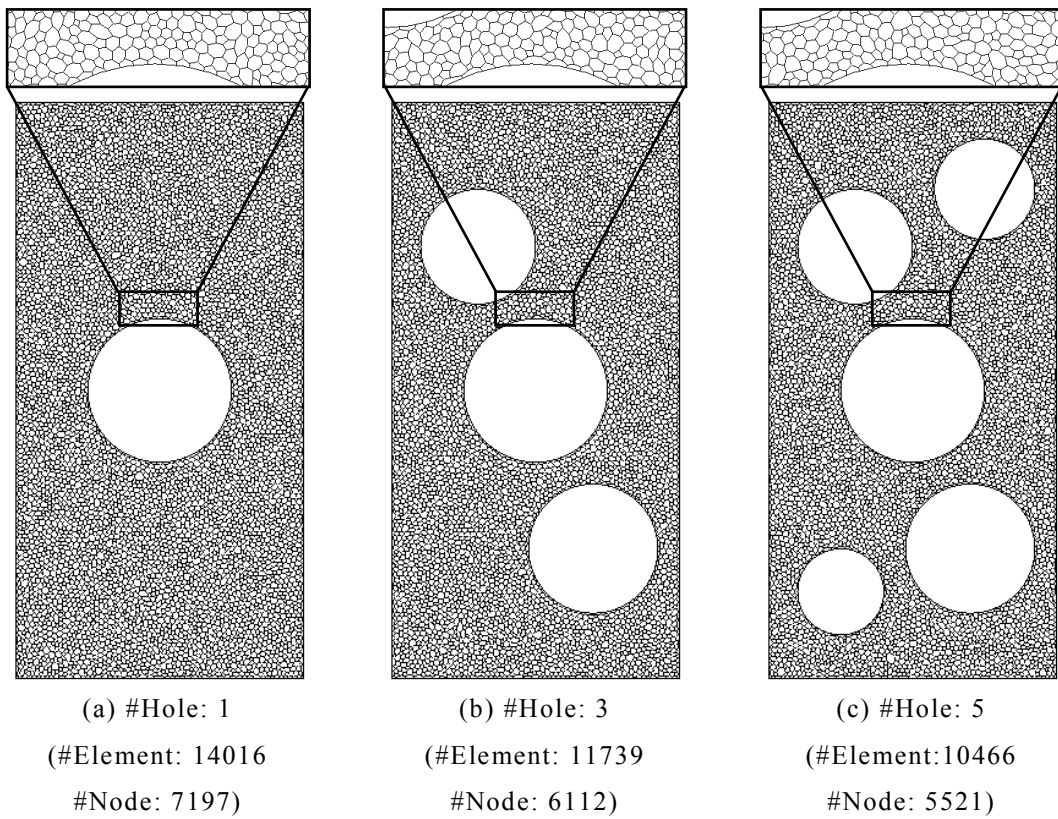 (a) #Hole: 1
(#Element: 14016
#Node: 7197)
(b) #Hole: 3
(#Element: 11739
#Node: 6112)
(c) #Hole: 5
(#Element:10466
#Node: 5521)